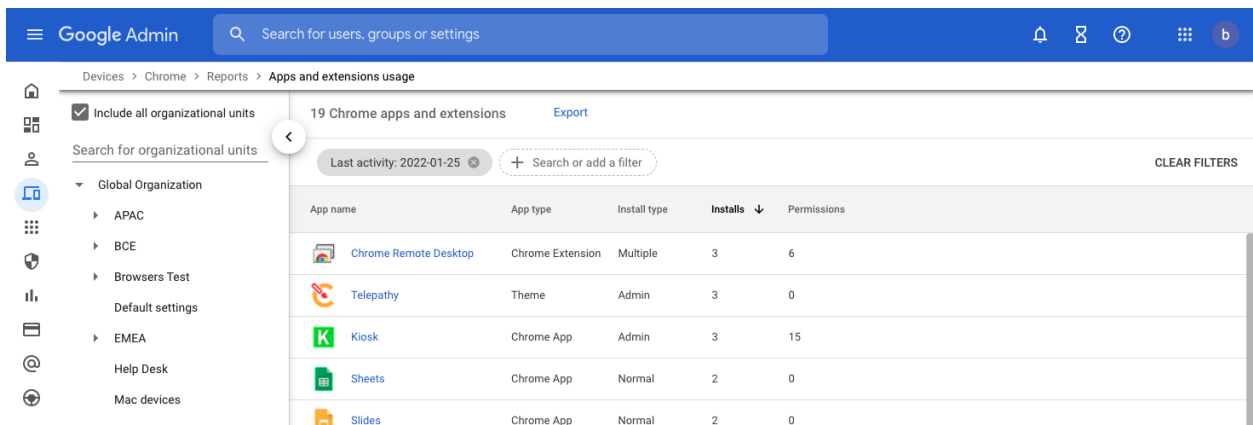 Google Admin
Search for users, groups or settings
b
Devices > Chrome > Reports > Apps and extensions usage
Include all organizational units
Search for organizational units
Global Organization
APAC
BCE
Browsers Test
Default settings
EMEA
Help Desk
Mac devices
19 Chrome apps and extensions Export
Last activity: 2022-01-25 Search or add a filter CLEAR FILTERS
App name App type Install type Installs Permissions
Chrome Remote Desktop Chrome Extension Multiple 3 6
Telepathy Theme Admin 3 0
K Kiosk Chrome App Admin 3 15
Sheets Chrome App Normal 2 0
Slides Chrome App Normal 2 0